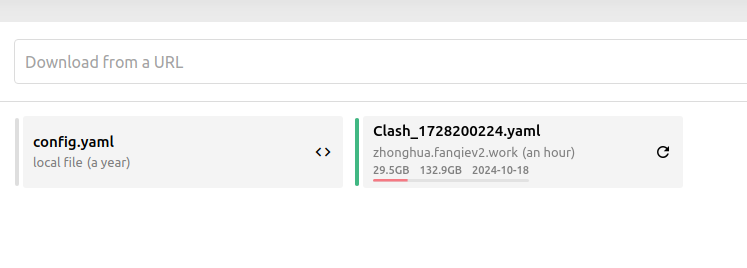 Download from a URL
config.yaml
local file (a year)
<>
Clash_1728200224.yaml
zhonghua.fanqiev2.work (an hour)
29.5GB 132.9GB 2024-10-18